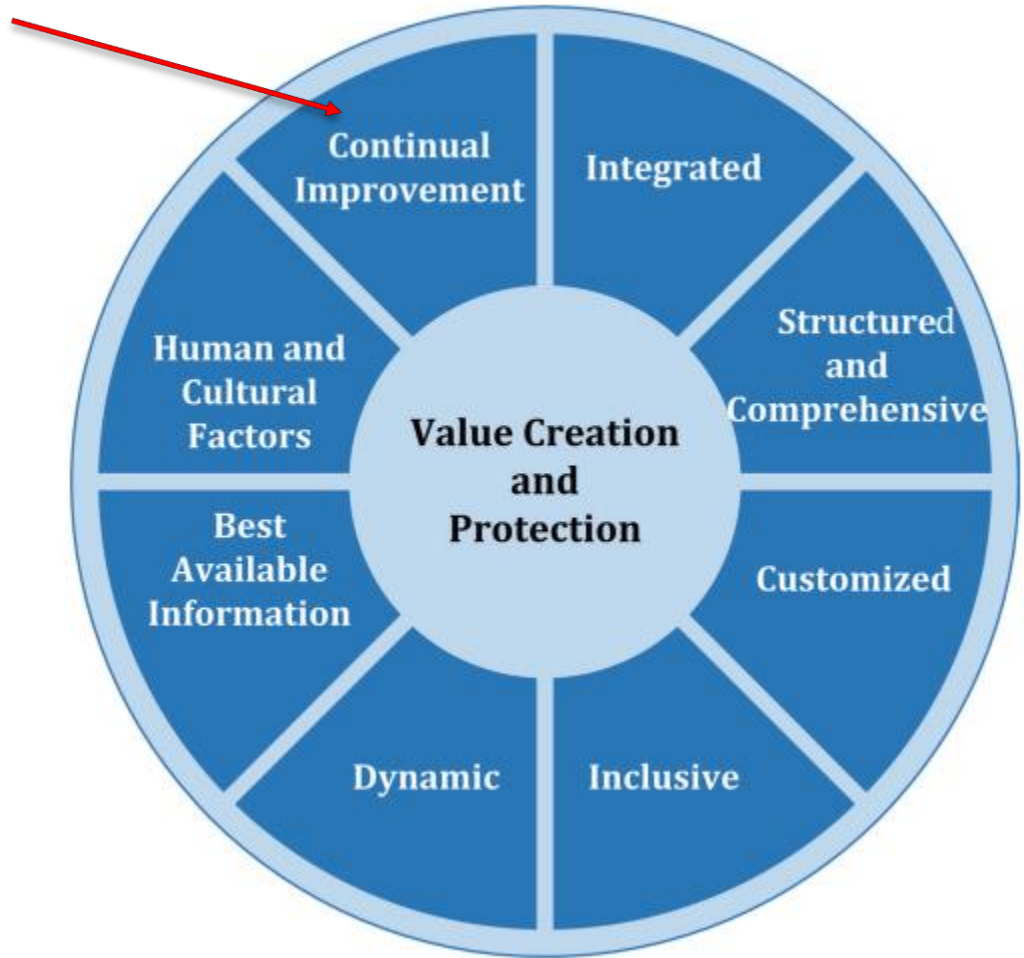 Continual
Improvement
Integrated
Structured
and
Comprehensive
Human and
Cultural
Factors
Value Creation
and
Protection
Best
Available
Information
Customized
Dynamic
Inclusive